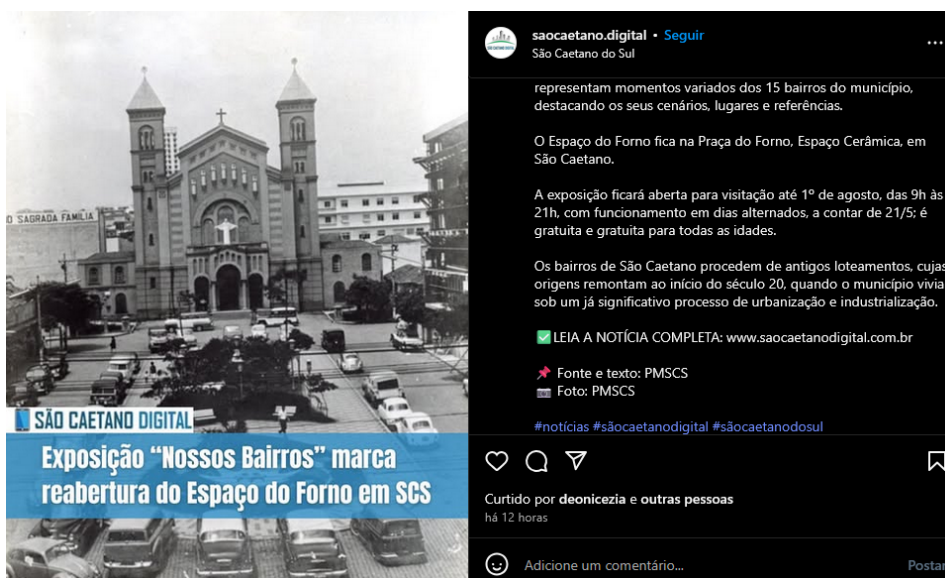 O SAGRADA FAMÍLIA
SÃO CAETANO DIGITAL
Exposição “Nossos Bairros” marca
reabertura do Espaço do Forno em SCS
saocaetano.digital • Seguir
São Caetano do Sul
representam momentos variados dos 15 bairros do município,
destacando os seus cenários, lugares e referências.
O Espaço do Forno fica na Praça do Forno, Espaço Cerâmica, em
São Caetano.
A exposição ficará aberta para visitação até 1º de agosto, das 9h às
21h, com funcionamento em dias alternados, a contar de 21/5; é
gratuita e gratuita para todas as idades.
Os bairros de São Caetano procedem de antigos loteamentos, cujas
origens remontam ao início do século 20, quando o município vivia
sob um já significativo processo de urbanização e industrialização.
✅ LEIA A NOTÍCIA COMPLETA: www.saocaetanodigital.com.br
📌 Fonte e texto: PMSCS
📷 Foto: PMSCS
#notícias #sãocaetanodigital #sãocaetanodosul
Curtido por deonicezia e outras pessoas
há 12 horas
Adicione um comentário...
Postar